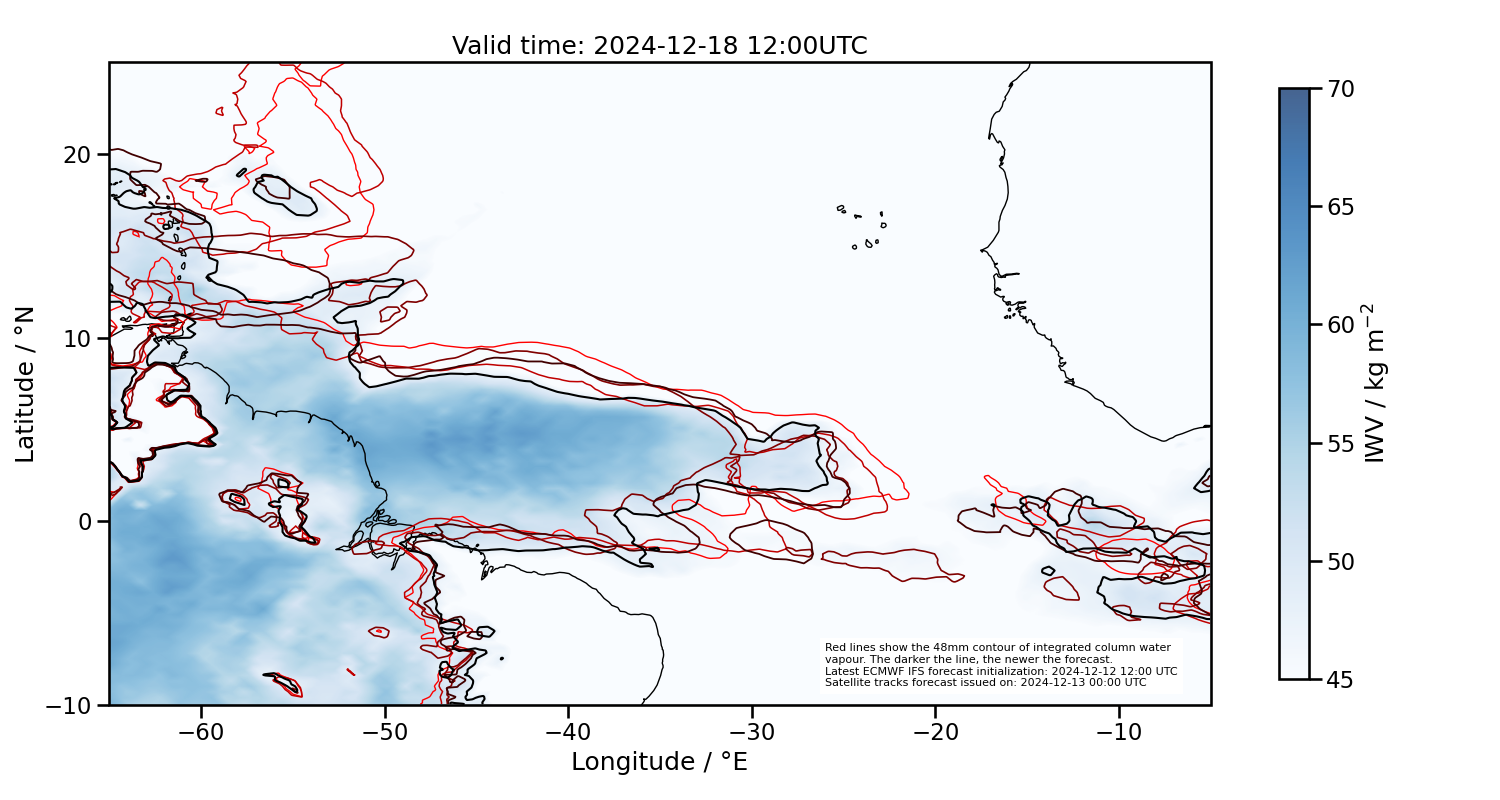 Valid time: 2024-12-18 12:00UTC
Latitude / °N
20
10
0
−10
−60
−50
−40
−30
−20
−10
Longitude / °E
70
65
60
55
50
45
IWV / kg m⁻²
Red lines show the 48mm contour of integrated column water
vapour. The darker the line, the newer the forecast.
Latest ECMWF IFS forecast initialization: 2024-12-12 12:00 UTC
Satellite tracks forecast issued on: 2024-12-13 00:00 UTC